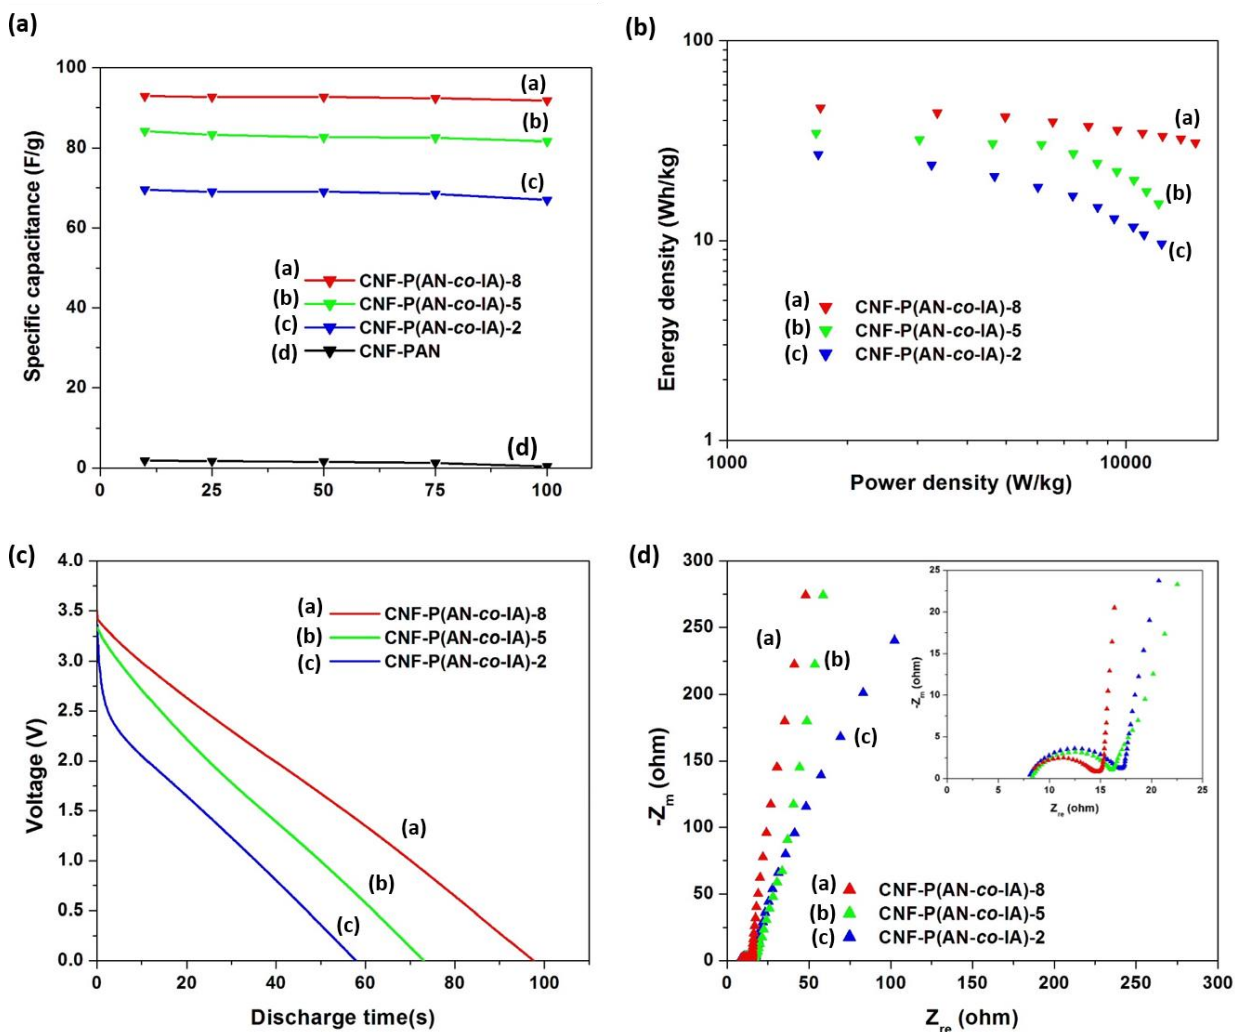 (a)
100
80
60
40
20
0
Specific capacitance (F/g)
(a)
(b)
(c)
(d)
(a) CNF-P(AN-co-IA)-8
(b) CNF-P(AN-co-IA)-5
(c) CNF-P(AN-co-IA)-2
(d) CNF-PAN
0 25 50 75 100
(b)
100
10
1
Energy density (Wh/kg)
(a)
(b)
(c)
(a) CNF-P(AN-co-IA)-8
(b) CNF-P(AN-co-IA)-5
(c) CNF-P(AN-co-IA)-2
1000 10000
Power density (W/kg)
(c)
4.0
3.5
3.0
2.5
2.0
1.5
1.0
0.5
0.0
Voltage (V)
(a) CNF-P(AN-co-IA)-8
(b) CNF-P(AN-co-IA)-5
(c) CNF-P(AN-co-IA)-2
(a)
(b)
(c)
0 20 40 60 80 100
Discharge time(s)
(d)
300
250
200
150
100
50
0
-Zm (ohm)
(a)
(b)
(c)
25
20
15
10
5
0
-Zm (ohm)
0 5 10 15 20 25
Zre (ohm)
(a) CNF-P(AN-co-IA)-8
(b) CNF-P(AN-co-IA)-5
(c) CNF-P(AN-co-IA)-2
0 25 50 75 100 125 150 175 200 225 250 275 300
Zre (ohm)